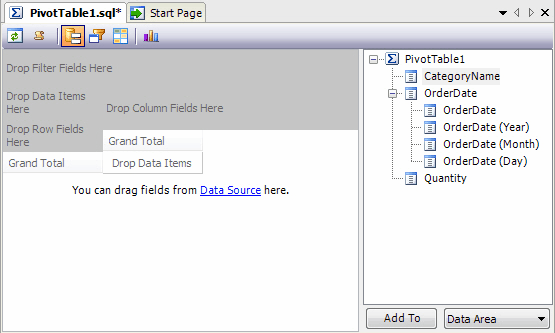 PivotTable1.sql* Start Page
Drop Filter Fields Here
Drop Data Items
Here
Drop Column Fields Here
Drop Row Fields
Here
Grand Total
Grand Total
Drop Data Items
You can drag fields from Data Source here.
PivotTable1
CategoryName
OrderDate
OrderDate
OrderDate (Year)
OrderDate (Month)
OrderDate (Day)
Quantity
Add To
Data Area